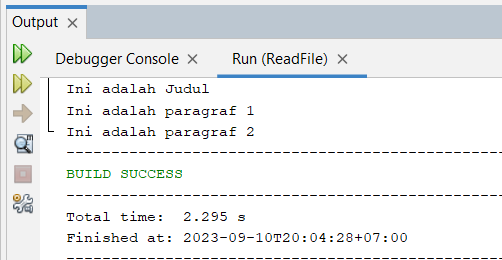 Output
Debugger Console Run (ReadFile)
Ini adalah Judul
Ini adalah paragraf 1
Ini adalah paragraf 2
------------------------------------------------
BUILD SUCCESS
------------------------------------------------
Total time:  2.295 s
Finished at: 2023-09-10T20:04:28+07:00
------------------------------------------------